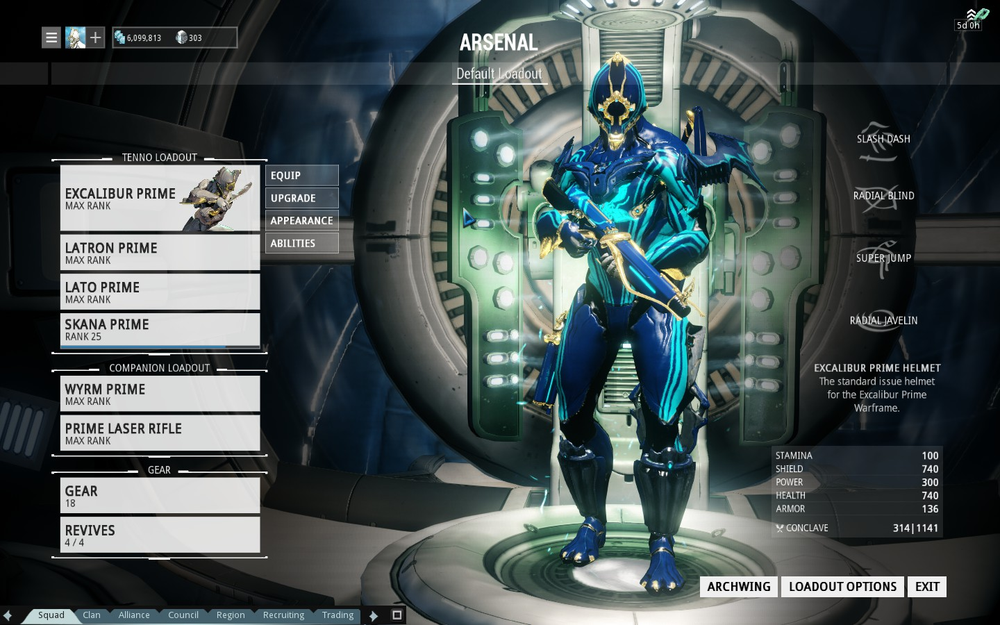 5d 0h
6,099,813
303
ARSENAL
Default Loadout
TENNO LOADOUT
EXCALIBUR PRIME
MAX RANK
LATRON PRIME
MAX RANK
LATO PRIME
MAX RANK
SKANA PRIME
RANK 25
EQUIP
UPGRADE
APPEARANCE
ABILITIES
COMPANION LOADOUT
WYRM PRIME
MAX RANK
PRIME LASER RIFLE
MAX RANK
GEAR
GEAR
18
REVIVES
4 / 4
SLASH DASH
RADIAL BLIND
SUPER JUMP
RADIAL JAVELIN
EXCALIBUR PRIME HELMET
The standard issue helmet
for the Excalibur Prime
Warframe.
STAMINA 100
SHIELD 740
POWER 300
HEALTH 740
ARMOR 136
CONCLAVE 314|1141
ARCHWING LOADOUT OPTIONS EXIT
Squad Clan Alliance Council Region Recruiting Trading